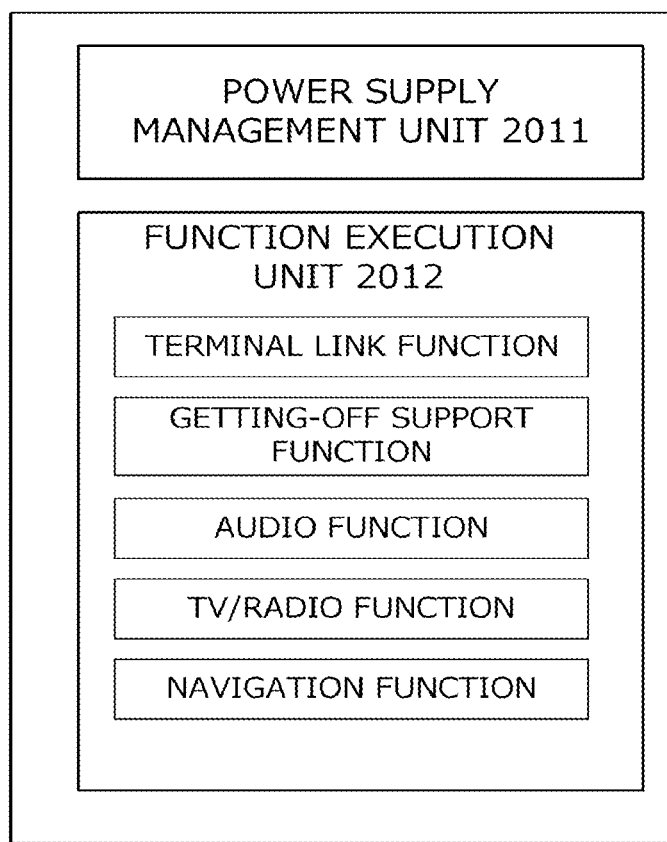 POWER SUPPLY
MANAGEMENT UNIT 2011
FUNCTION EXECUTION
UNIT 2012
TERMINAL LINK FUNCTION
GETTING-OFF SUPPORT
FUNCTION
AUDIO FUNCTION
TV/RADIO FUNCTION
NAVIGATION FUNCTION